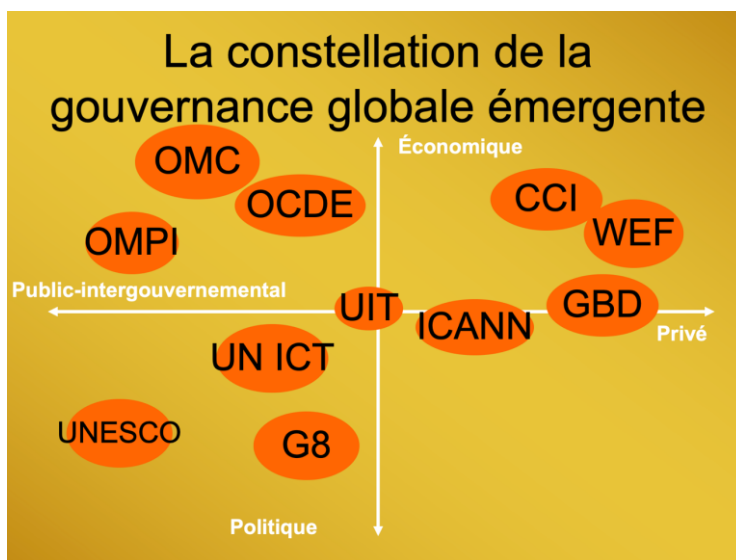 La constellation de la
gouvernance globale émergente
Économique
OMC
OCDE
CCI
WEF
OMPI
Public-intergouvernemental
UIT
ICANN
GBD
Privé
UN ICT
UNESCO
G8
Politique